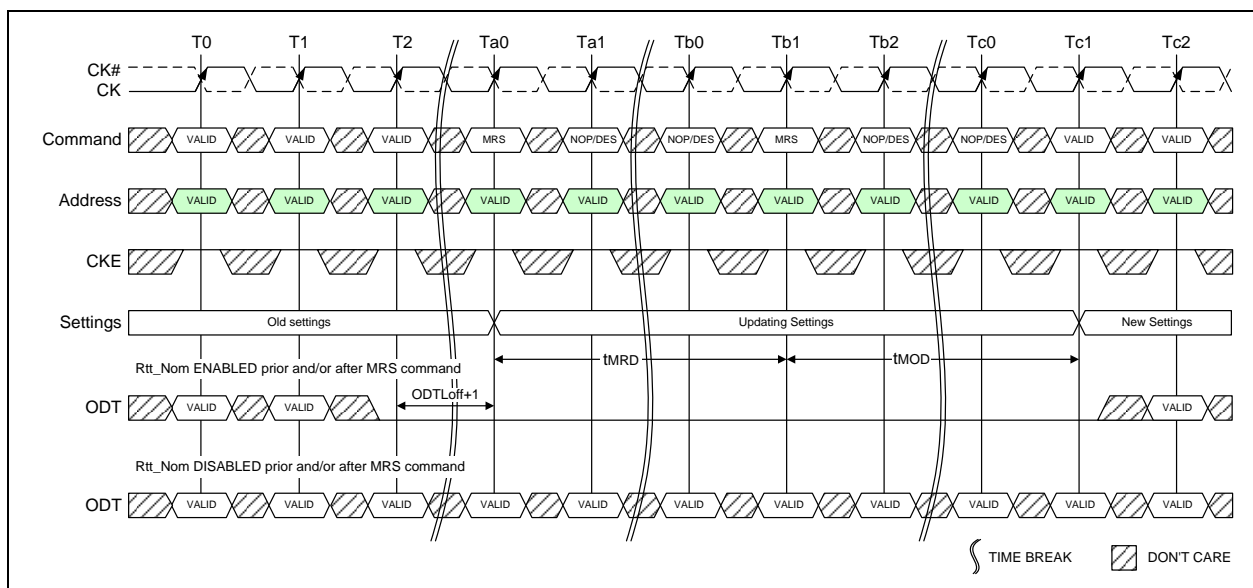 T0 T1 T2 Ta0 Ta1 Tb0 Tb1 Tb2 Tc0 Tc1 Tc2
CK#
CK
Command VALID VALID VALID MRS NOP/DES NOP/DES MRS NOP/DES NOP/DES VALID VALID
Address VALID VALID VALID VALID VALID VALID VALID VALID VALID VALID VALID
CKE
Settings Old settings Updating Settings New Settings
tMRD tMOD
Rtt_Nom ENABLED prior and/or after MRS command
ODTLoff+1
ODT VALID VALID VALID
Rtt_Nom DISABLED prior and/or after MRS command
ODT VALID VALID VALID VALID VALID VALID VALID VALID VALID VALID VALID
TIME BREAK DON'T CARE